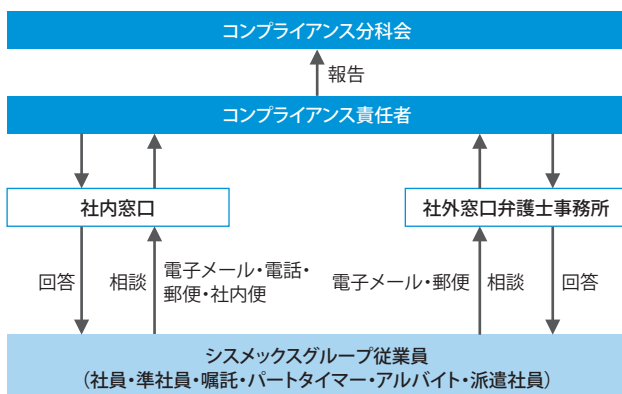 コンプライアンス分科会
報告
コンプライアンス責任者
社内窓口
社外窓口弁護士事務所
回答
相談
電子メール・電話・
郵便・社内便
電子メール・郵便
相談
回答
シスメックスグループ従業員
（社員・準社員・嘱託・パートタイマー・アルバイト・派遣社員）